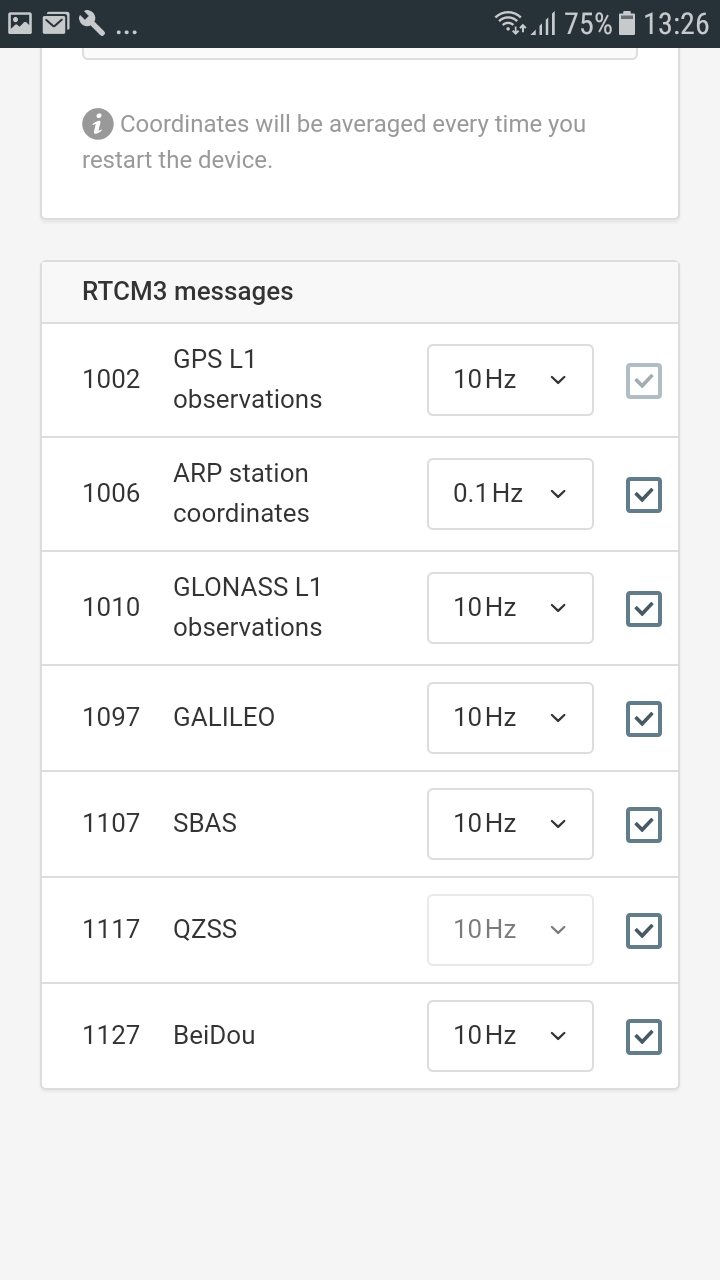 ... 75% 13:26
Coordinates will be averaged every time you
restart the device.
RTCM3 messages
1002 GPS L1 observations 10 Hz
1006 ARP station coordinates 0.1 Hz
1010 GLONASS L1 observations 10 Hz
1097 GALILEO 10 Hz
1107 SBAS 10 Hz
1117 QZSS 10 Hz
1127 BeiDou 10 Hz